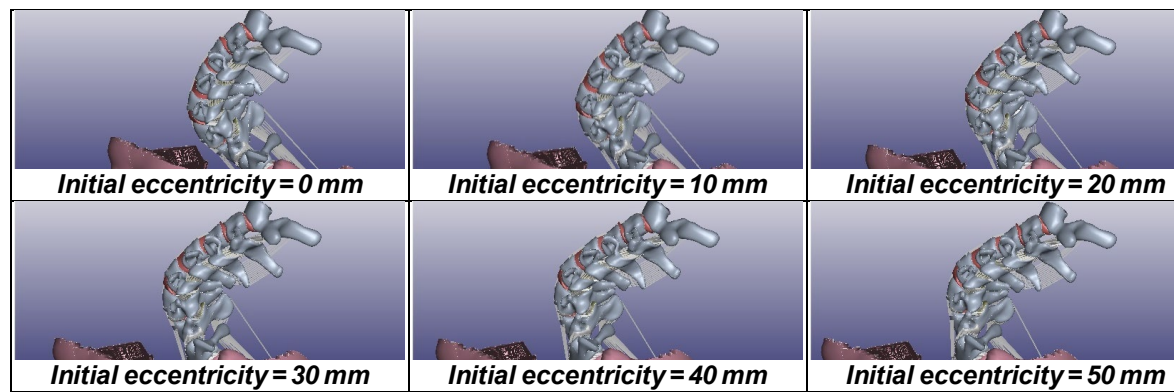 Initial eccentricity = 0 mm
Initial eccentricity = 10 mm
Initial eccentricity = 20 mm
Initial eccentricity = 30 mm
Initial eccentricity = 40 mm
Initial eccentricity = 50 mm